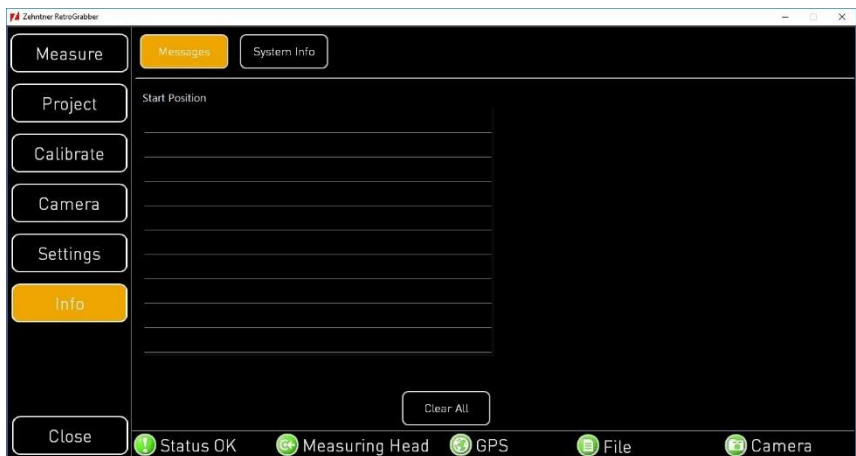 Zehntner RetroGrabber
Measure
Project
Calibrate
Camera
Settings
Info
Close
Messages
System Info
Start Position
Clear All
Status OK
Measuring Head
GPS
File
Camera